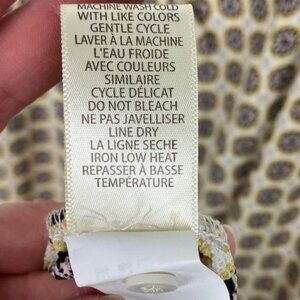 MACHINE WASH COLD
WITH LIKE COLORS
GENTLE CYCLE
LAVER À LA MACHINE
L'EAU FROIDE
AVEC COULEURS
SIMILAIRE
CYCLE DÉLICAT
DO NOT BLEACH
NE PAS JAVELLISER
LINE DRY
LA LIGNE SECHE
IRON LOW HEAT
REPASSER À BASSE
TEMPÉRATURE